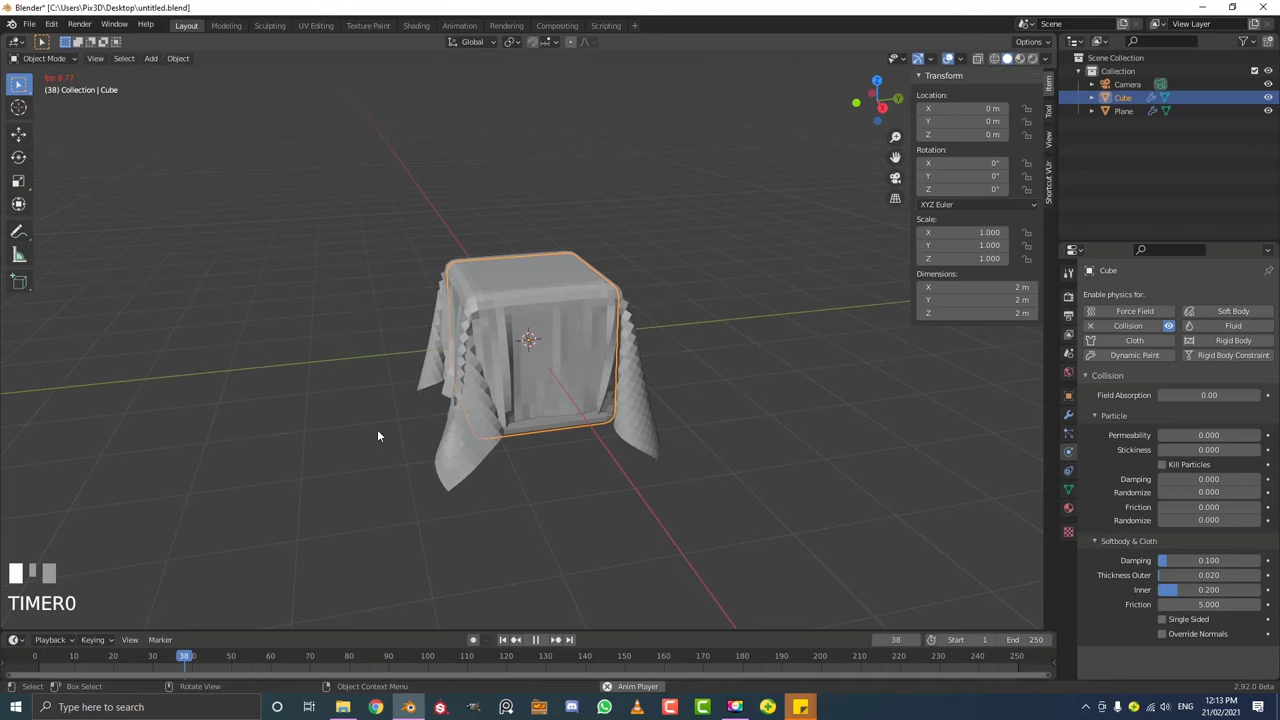 Blender* [C:\Users\Pix3D\Desktop\untitled.blend]
File Edit Render Window Help Layout Modeling Sculpting UV Editing Texture Paint Shading Animation Rendering Compositing Scripting Scene View Layer
Global Options
Object Mode View Select Add Object
fps: 8.77
(38) Collection | Cube
Transform
Location:
X 0 m
Y 0 m
Z 0 m
Rotation:
X 0°
Y 0°
Z 0°
XYZ Euler
Scale:
X 1.000
Y 1.000
Z 1.000
Dimensions:
X 2 m
Y 2 m
Z 2 m
Item
Tool
View
Shortcut VUr
Z
Y
X
Scene Collection
Collection
Camera
Cube
Plane
Cube
Enable physics for:
Force Field Soft Body
Collision Fluid
Cloth Rigid Body
Dynamic Paint Rigid Body Constraint
Collision
Field Absorption 0.00
Particle
Permeability 0.000
Stickiness 0.000
Kill Particles
Damping 0.000
Randomize 0.000
Friction 0.000
Randomize 0.000
Softbody & Cloth
Damping 0.100
Thickness Outer 0.020
Inner 0.200
Friction 5.000
Single Sided
Override Normals
TIMER0
Playback Keying View Marker 38 Start 1 End 250
0 10 20 30 38 50 60 70 80 90 100 110 120 130 140 150 160 170 180 190 200 210 220 230 240 250
Select Box Select Rotate View Object Context Menu Anim Player 2.92.0 Beta
Type here to search ENG 12:13 PM
21/02/2021